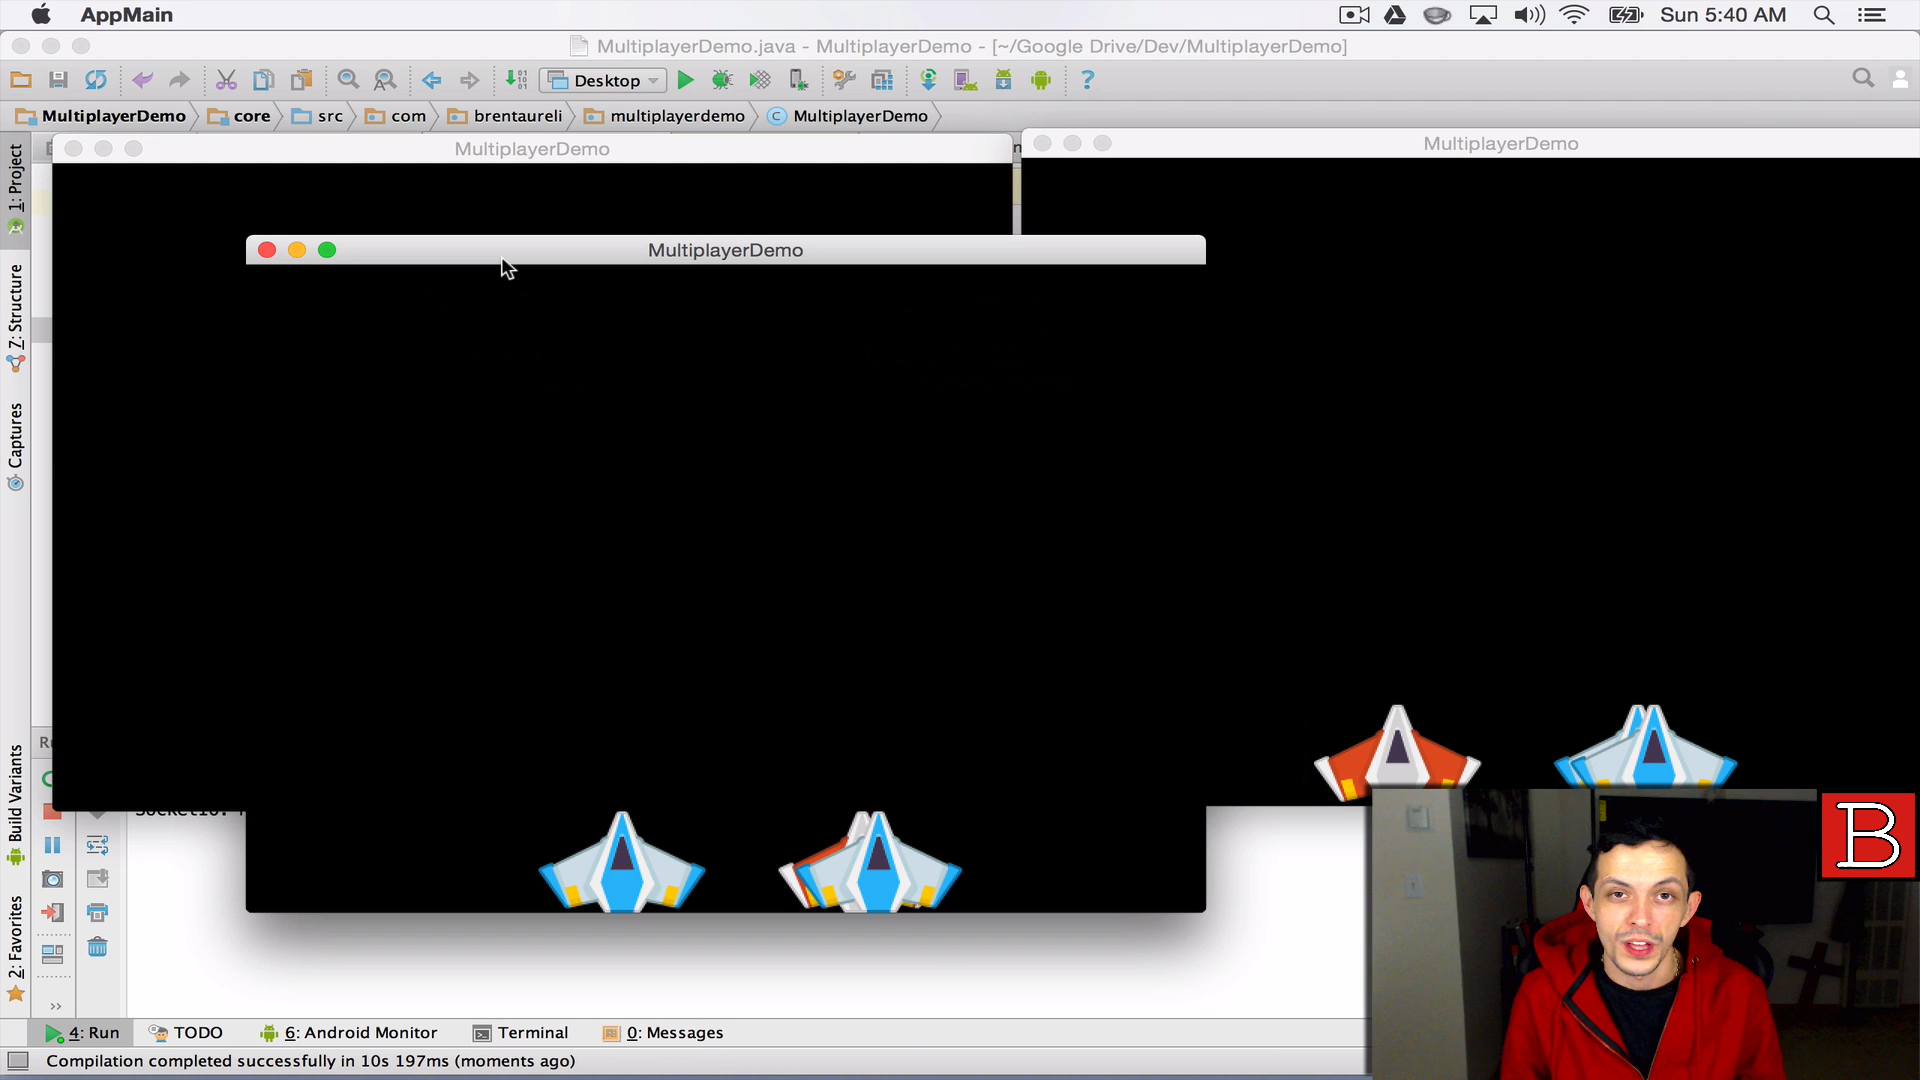 AppMain
Sun 5:40 AM
MultiplayerDemo.java - MultiplayerDemo - [~/Google Drive/Dev/MultiplayerDemo]
Desktop
MultiplayerDemo
core
src
com
brentaureli
multiplayerdemo
C MultiplayerDemo
MultiplayerDemo
MultiplayerDemo
MultiplayerDemo
1: Project
Z: Structure
Captures
Build Variants
2: Favorites
4: Run
TODO
6: Android Monitor
Terminal
0: Messages
Compilation completed successfully in 10s 197ms (moments ago)
B